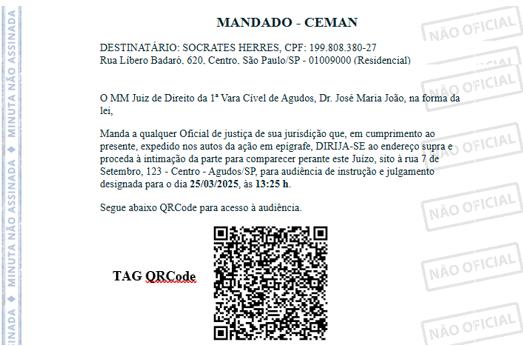 MANDADO - CEMAN
DESTINATÁRIO: SOCRATES HERRES, CPF: 199.808.380-27
Rua Líbero Badaró, 620, Centro, São Paulo/SP - 01009000 (Residencial)
O MM Juiz de Direito da 1ª Vara Cível de Agudos, Dr. José Maria João, na forma da
lei,
Manda a qualquer Oficial de justiça de sua jurisdição que, em cumprimento ao
presente, expedido nos autos da ação em epígrafe, DIRIJA-SE ao endereço supra e
proceda à intimação da parte para comparecer perante este Juízo, sito à rua 7 de
Setembro, 123 - Centro - Agudos/SP, para audiência de instrução e julgamento
designada para o dia 25/03/2025, às 13:25 h.
Segue abaixo QRCode para acesso à audiência.
TAG QRCode
NÃO OFICIAL
NÃO OFICIAL
NÃO OFICIAL
NÃO OFICIAL
NÃO OFICIAL
NÃO OFICIAL
INADA ◆ MINUTA NÃO ASSINADA ◆ MINUTA NÃO ASSINADA